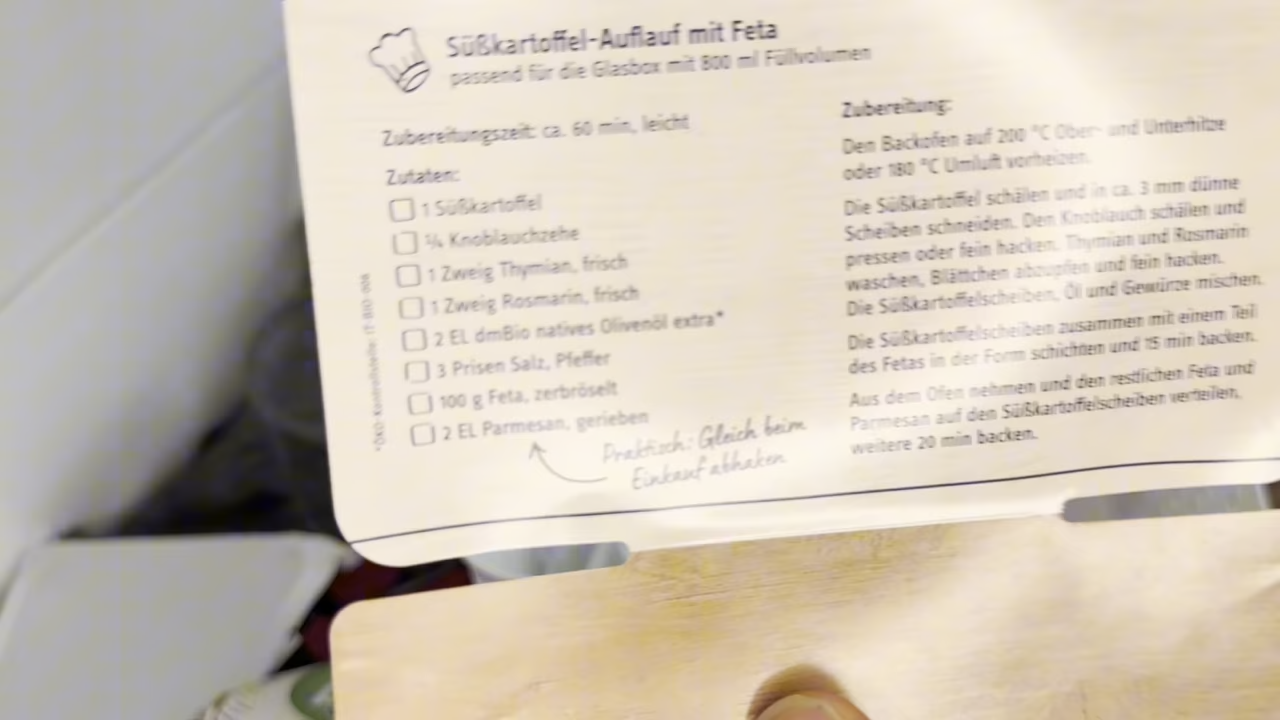 Süßkartoffel-Auflauf mit Feta
passend für die Glasbox mit 800 ml Füllvolumen
Zubereitungszeit: ca. 60 min, leicht
Zutaten:
1 Süßkartoffel
Knoblauchzehe
1 Zweig Thymian, frisch
1 Zweig Rosmarin, frisch
2 EL dmBio natives Olivenöl extra*
3 Prisen Salz, Pfeffer
100 g Feta, zerbröselt
2 EL Parmesan, gerieben
Praktisch: Gleich beim
Einkauf abhaken
*Öko-Kontrollstelle: IT-BIO-006
Zubereitung:
Den Backofen auf 200 °C Ober- und Unterhitze
oder 180 °C Umluft vorheizen.
Die Süßkartoffel schälen und in ca. 3 mm dünne
Scheiben schneiden. Den Knoblauch schälen und
pressen oder fein hacken. Thymian und Rosmarin
waschen, Blättchen abzupfen und fein hacken.
Die Süßkartoffelscheiben, Öl und Gewürze mischen.
Die Süßkartoffelscheiben zusammen mit einem Teil
des Fetas in der Form schichten und 15 min backen.
Aus dem Ofen nehmen und den restlichen Feta und
Parmesan auf den Süßkartoffelscheiben verteilen,
weitere 20 min backen.